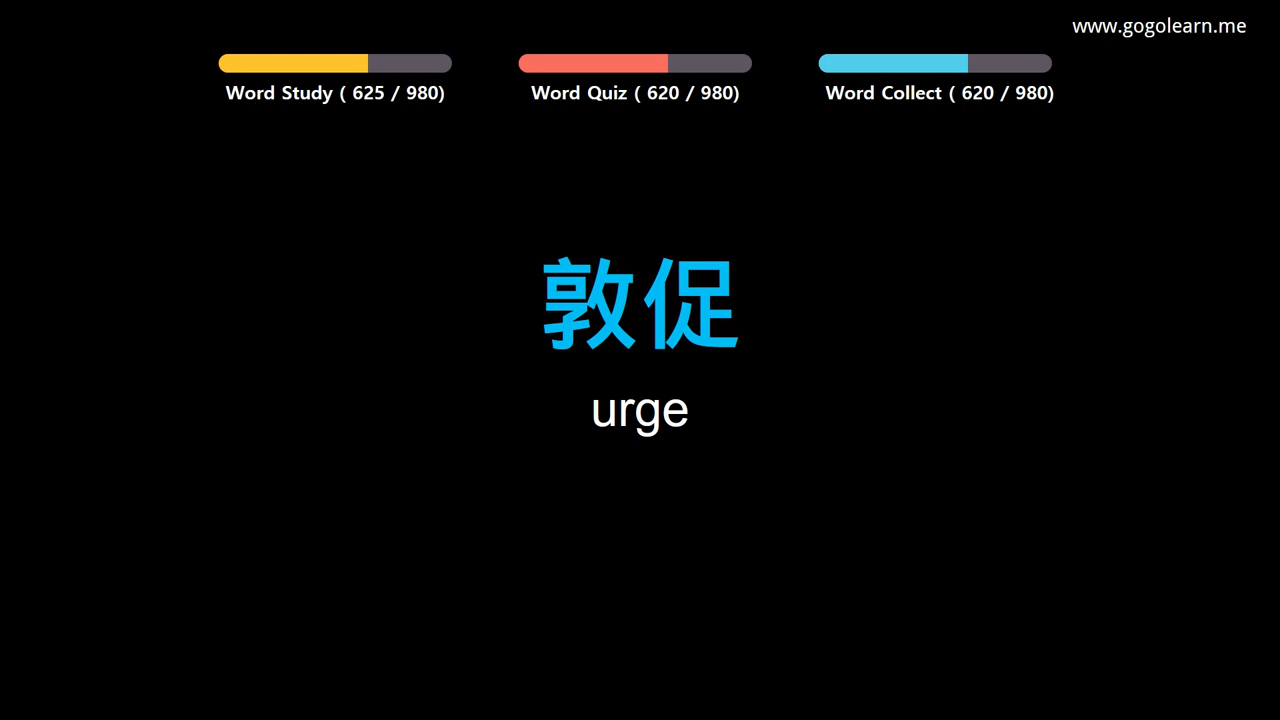 www.gogolearn.me
Word Study ( 625 / 980)
Word Quiz ( 620 / 980)
Word Collect ( 620 / 980)
敦促
urge